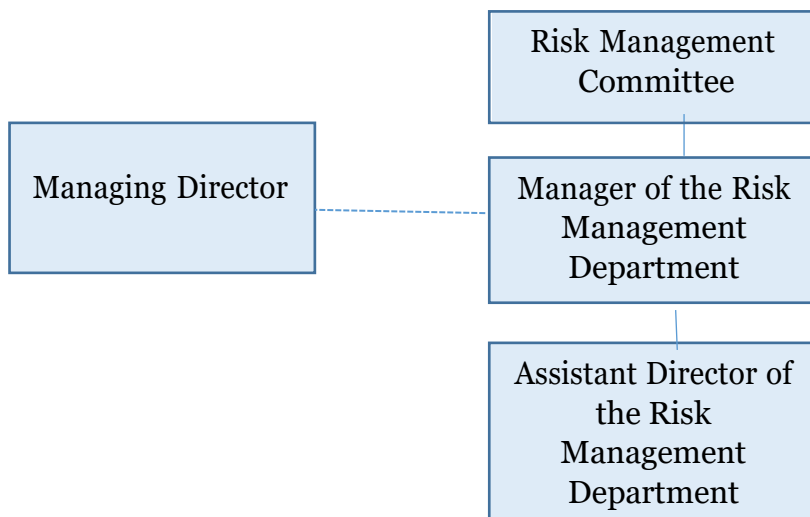 Risk Management
Committee
Managing Director
Manager of the Risk
Management
Department
Assistant Director of
the Risk
Management
Department